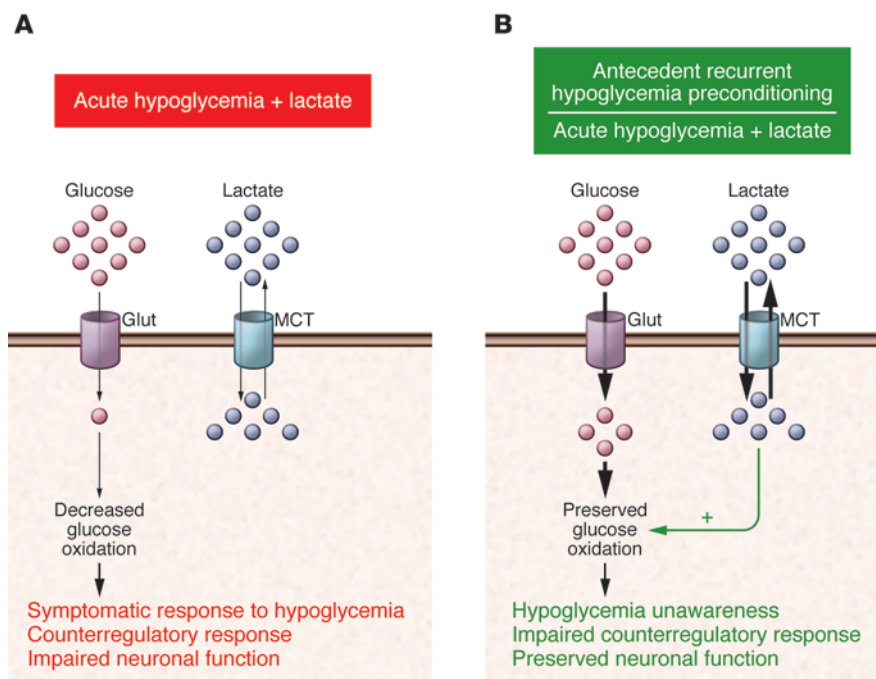 A
Acute hypoglycemia + lactate
Glucose
Lactate
Glut
MCT
Decreased
glucose
oxidation
Symptomatic response to hypoglycemia
Counterregulatory response
Impaired neuronal function
B
Antecedent recurrent
hypoglycemia preconditioning
Acute hypoglycemia + lactate
Glucose
Lactate
Glut
MCT
Preserved
glucose
oxidation
+
Hypoglycemia unawareness
Impaired counterregulatory response
Preserved neuronal function